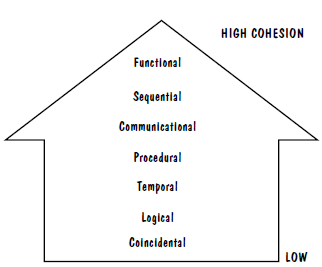 HIGH COHESION
Functional
Sequential
Communicational
Procedural
Temporal
Logical
Coincidental
LOW